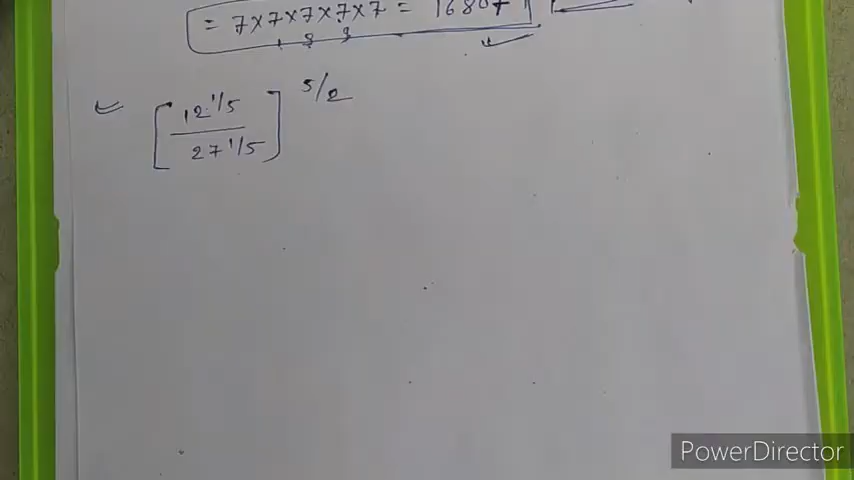 = 7×7×7×7×7 = 16807
[12^1/5 / 27^1/5]^5/2
PowerDirector